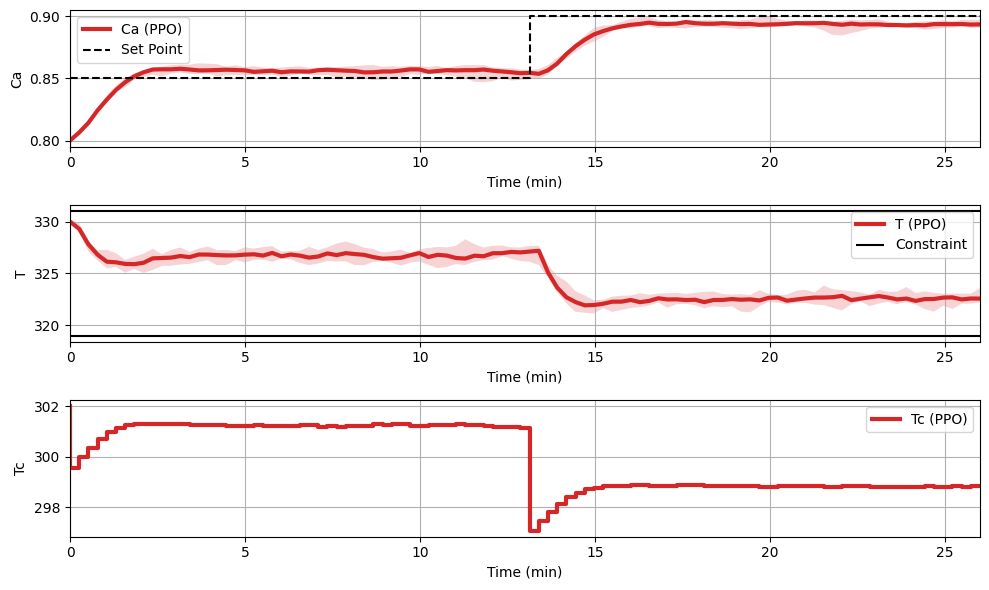 0.90
0.85
0.80
Ca
Ca (PPO)
Set Point
0
5
10
15
20
25
Time (min)
330
325
320
T
T (PPO)
Constraint
0
5
10
15
20
25
Time (min)
302
300
298
Tc
Tc (PPO)
0
5
10
15
20
25
Time (min)